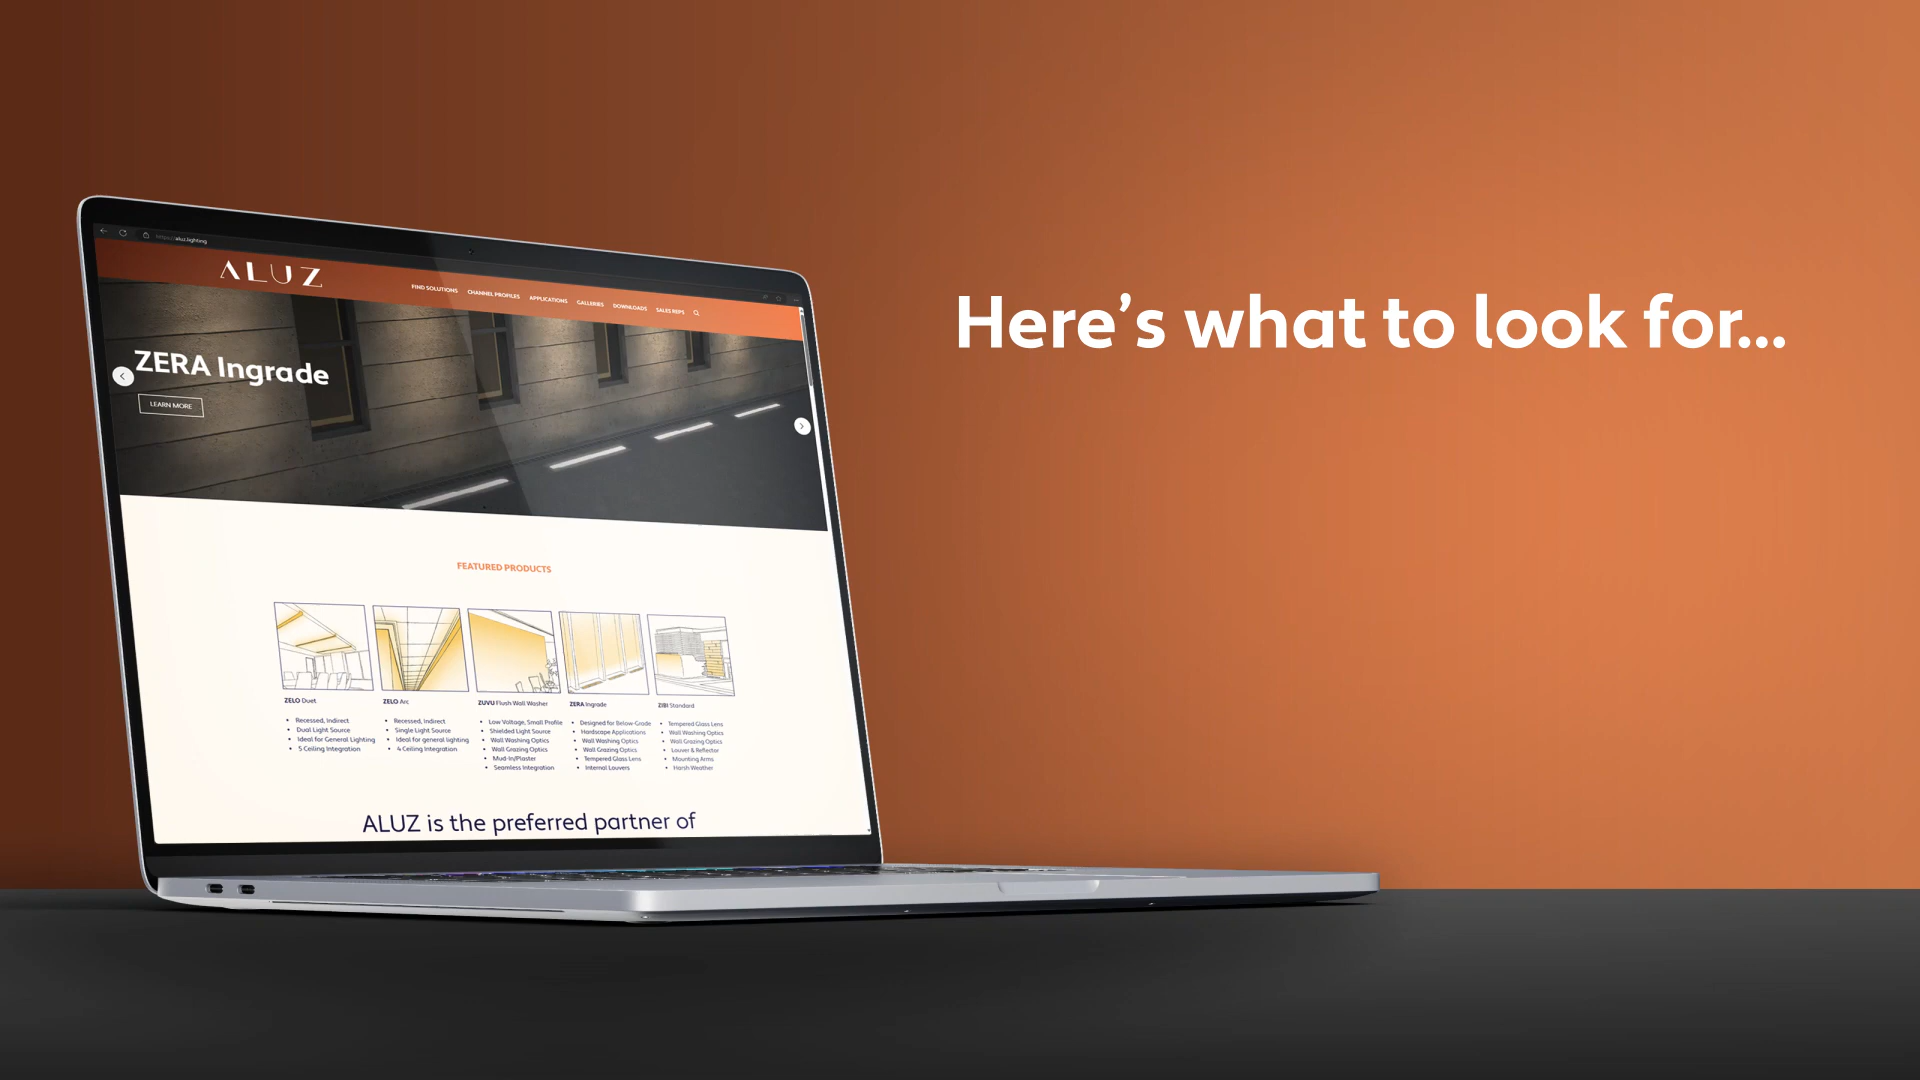 https://aluz.lighting
ALUZ
FIND SOLUTIONS CHANNEL PROFILES APPLICATIONS GALLERIES DOWNLOADS SALES REPS
ZERA Ingrade
LEARN MORE
Here's what to look for...
FEATURED PRODUCTS
ZELO Duet
• Recessed, Indirect
• Dual Light Source
• Ideal for General Lighting
• 5 Ceiling Integration
ZELO Arc
• Recessed, Indirect
• Single Light Source
• Ideal for general lighting
• 4 Ceiling Integration
ZUVU Flush Wall Washer
• Low Voltage, Small Profile
• Shielded Light Source
• Wall Washing Optics
• Wall Grazing Optics
• Mud-In/Plaster
• Seamless Integration
ZERA Ingrade
• Designed for Below-Grade
• Hardscape Applications
• Wall Washing Optics
• Wall Grazing Optics
• Tempered Glass Lens
• Internal Louvers
ZIBI Standard
• Tempered Glass Lens
• Wall Washing Optics
• Wall Grazing Optics
• Louver & Reflector
• Mounting Arms
• Harsh Weather
ALUZ is the preferred partner of